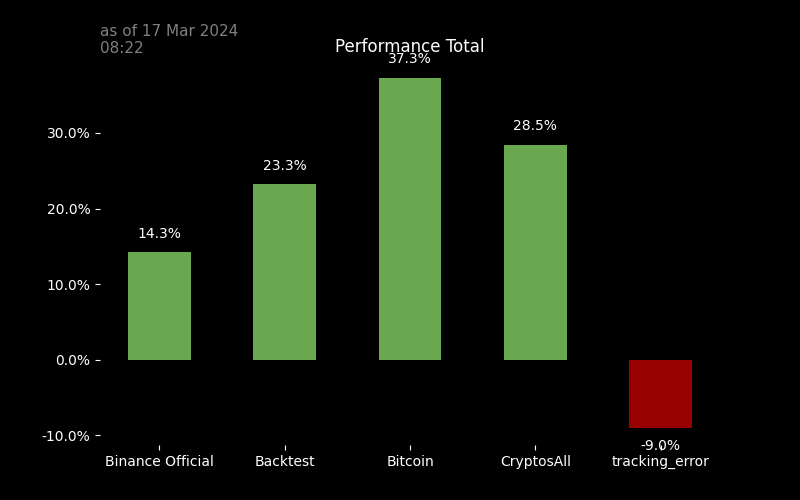 as of 17 Mar 2024
08:22
Performance Total
37.3%
28.5%
23.3%
14.3%
-9.0%
30.0%
20.0%
10.0%
0.0%
-10.0%
Binance Official
Backtest
Bitcoin
CryptosAll
tracking_error